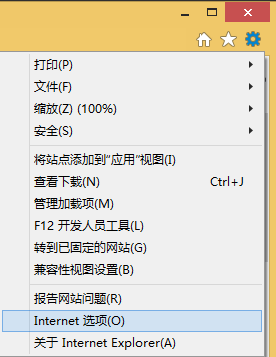 打印(P)
文件(F)
缩放(Z) (100%)
安全(S)
将站点添加到“应用”视图(I)
查看下载(N) Ctrl+J
管理加载项(M)
F12 开发人员工具(L)
转到已固定的网站(G)
兼容性视图设置(B)
报告网站问题(R)
Internet 选项(O)
关于 Internet Explorer(A)